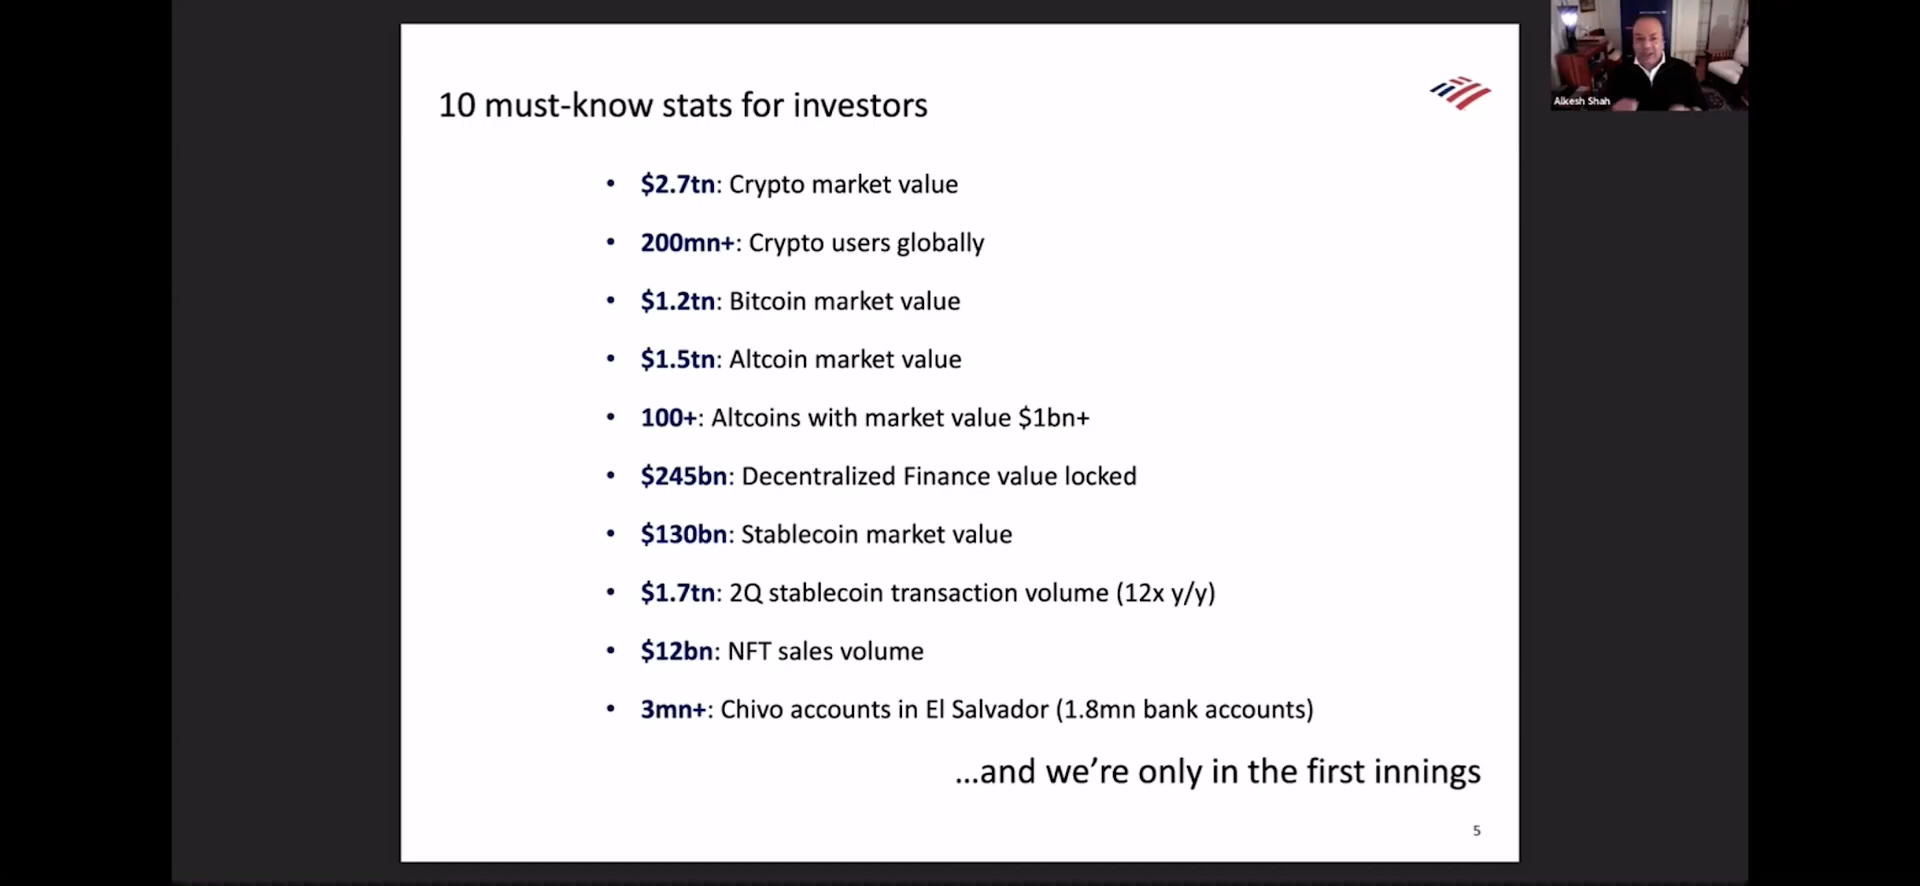 10 must-know stats for investors
Alkesh Shah
• $2.7tn: Crypto market value
• 200mn+: Crypto users globally
• $1.2tn: Bitcoin market value
• $1.5tn: Altcoin market value
• 100+: Altcoins with market value $1bn+
• $245bn: Decentralized Finance value locked
• $130bn: Stablecoin market value
• $1.7tn: 2Q stablecoin transaction volume (12x y/y)
• $12bn: NFT sales volume
• 3mn+: Chivo accounts in El Salvador (1.8mn bank accounts)
...and we’re only in the first innings
5